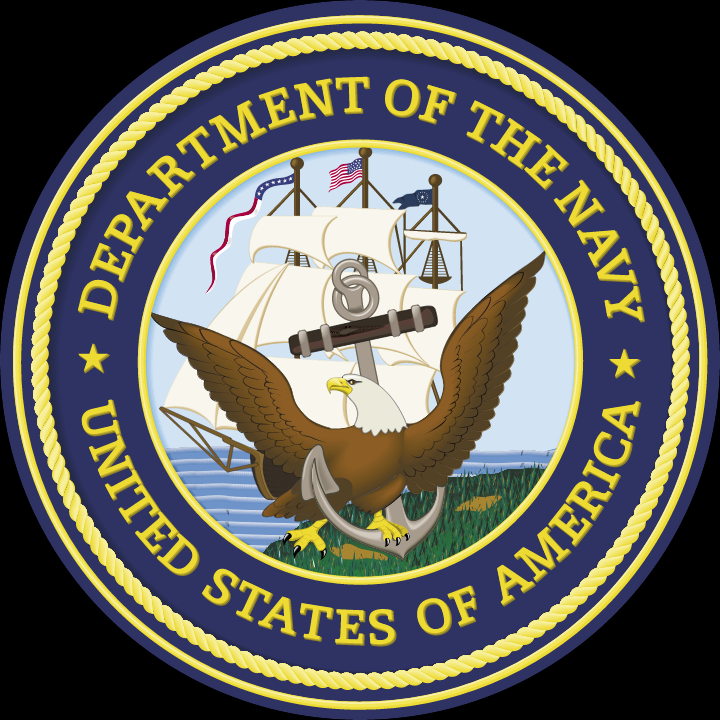 DEPARTMENT OF THE NAVY
UNITED STATES OF AMERICA